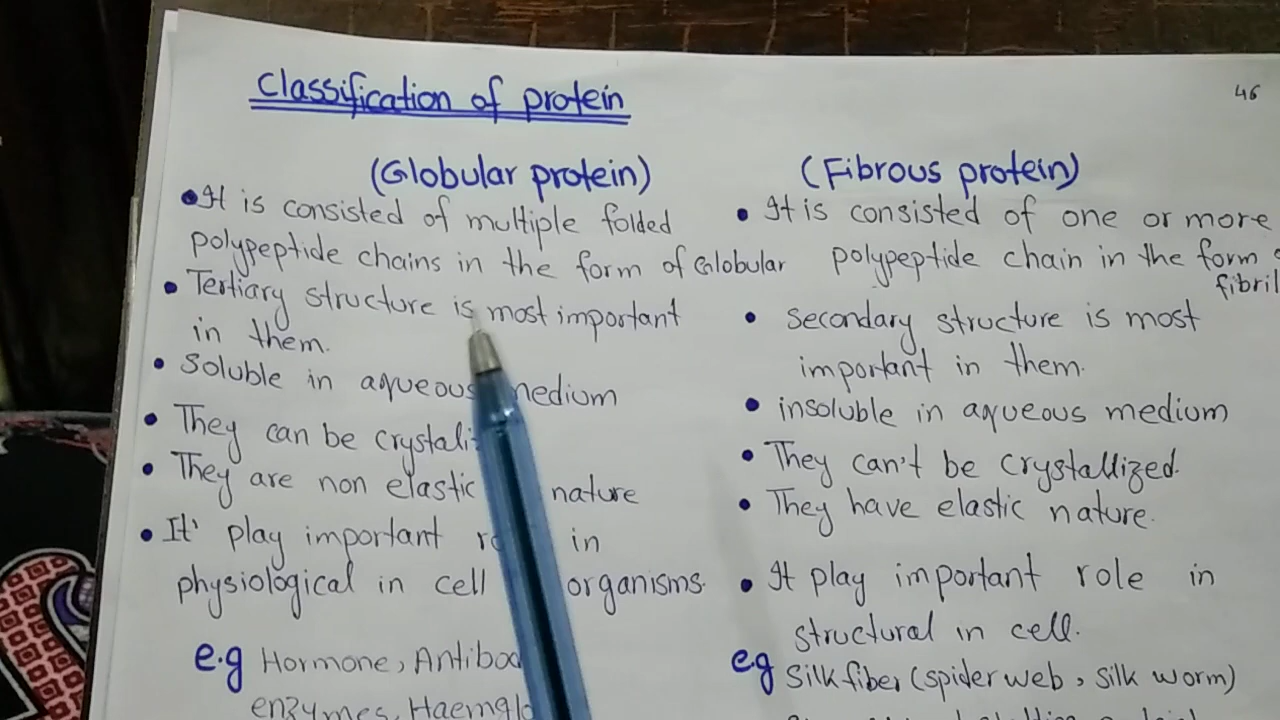 Classification of protein
46
(Globular protein)
• It is consisted of multiple folded
polypeptide chains in the form of Globular
• Tertiary structure is most important
in them.
• Soluble in aqueous medium
• They can be
• They are non elastic nature
• It' play important in
physiological in cell organisms.
e.g Hormone,
enzymes,
(Fibrous protein)
• It is consisted of one or more
polypeptide chain in the form
fibril
• secondary structure is most
important in them.
• insoluble in aqueous medium
• They can't be crystallized.
• They have elastic nature.
• It play important role in
structural in cell.
eg Silk fiber (spider web, silk worm)